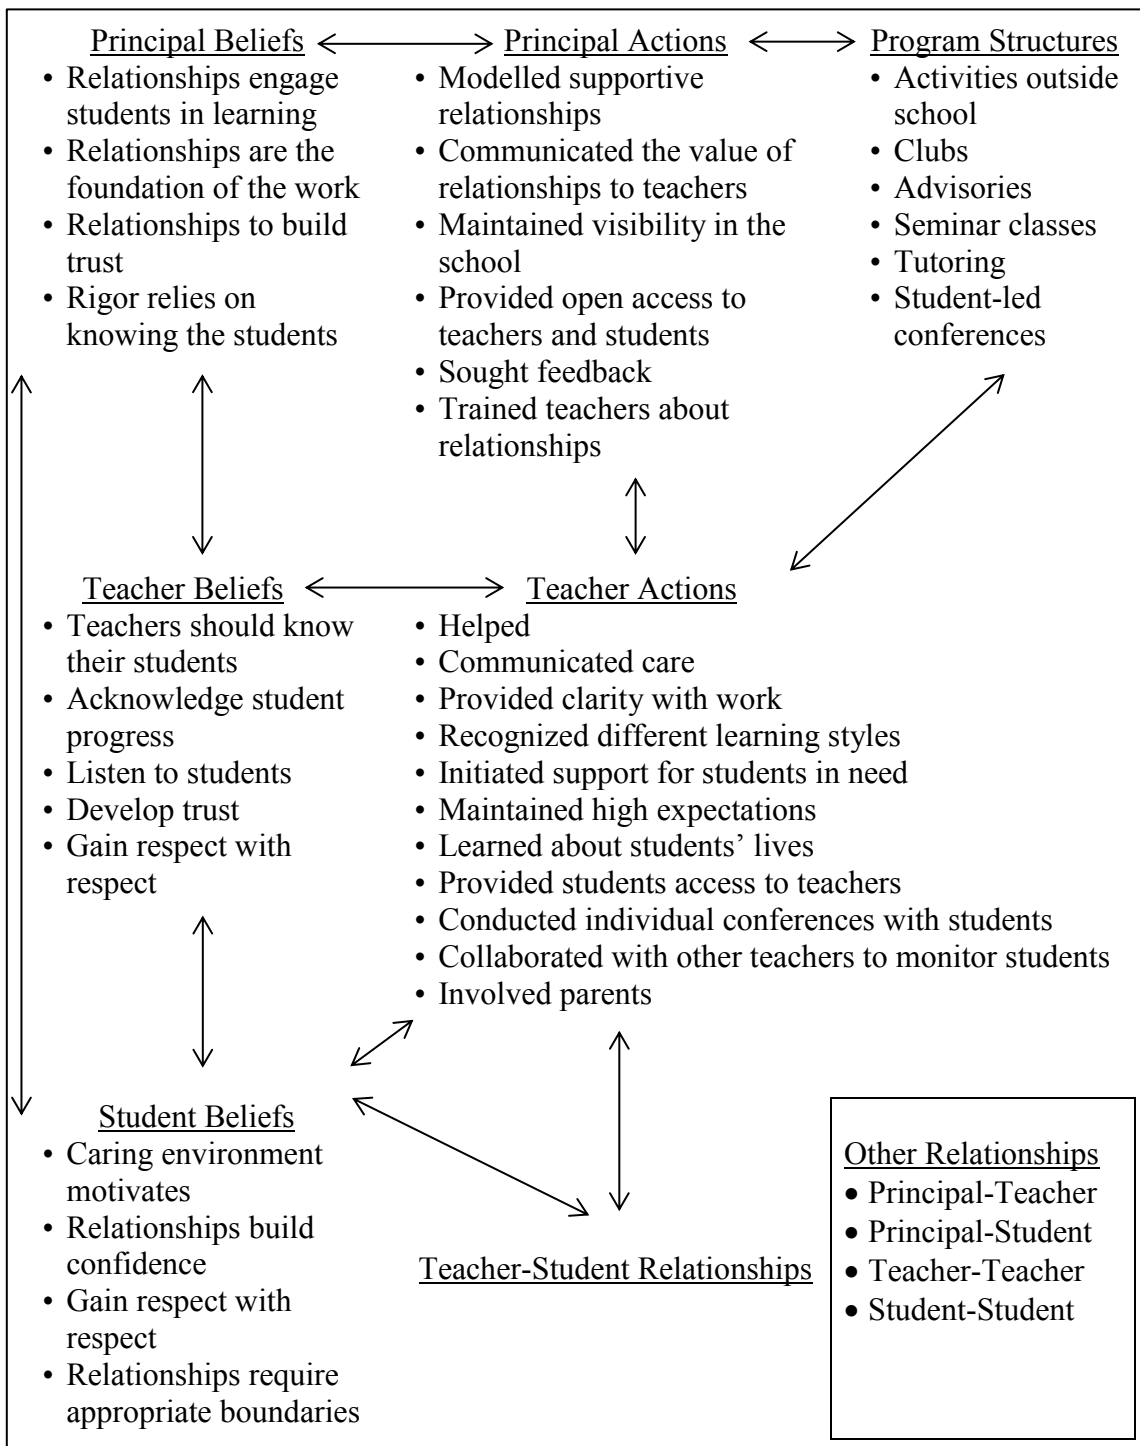 Principal Beliefs
• Relationships engage
students in learning
• Relationships are the
foundation of the work
• Relationships to build
trust
• Rigor relies on
knowing the students
Principal Actions
• Modelled supportive
relationships
• Communicated the value of
relationships to teachers
• Maintained visibility in the
school
• Provided open access to
teachers and students
• Sought feedback
• Trained teachers about
relationships
Program Structures
• Activities outside
school
• Clubs
• Advisories
• Seminar classes
• Tutoring
• Student-led
conferences
Teacher Beliefs
• Teachers should know
their students
• Acknowledge student
progress
• Listen to students
• Develop trust
• Gain respect with
respect
Teacher Actions
• Helped
• Communicated care
• Provided clarity with work
• Recognized different learning styles
• Initiated support for students in need
• Maintained high expectations
• Learned about students’ lives
• Provided students access to teachers
• Conducted individual conferences with students
• Collaborated with other teachers to monitor students
• Involved parents
Student Beliefs
• Caring environment
motivates
• Relationships build
confidence
• Gain respect with
respect
• Relationships require
appropriate boundaries
Teacher-Student Relationships
Other Relationships
• Principal-Teacher
• Principal-Student
• Teacher-Teacher
• Student-Student